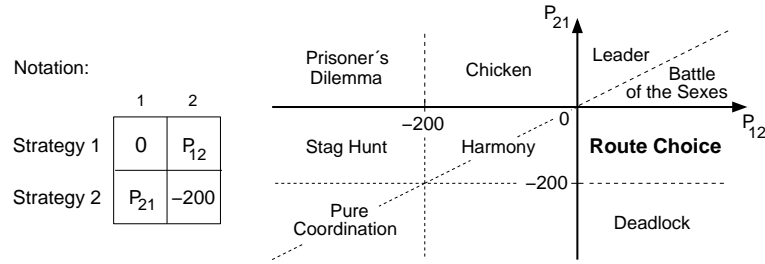 Notation:
1 2
Strategy 1 0 P12
Strategy 2 P21 −200
P21
Prisoner´s
Dilemma
Chicken
Leader
Battle
of the Sexes
−200
0
P12
Stag Hunt
Harmony
Route Choice
−200
Pure
Coordination
Deadlock